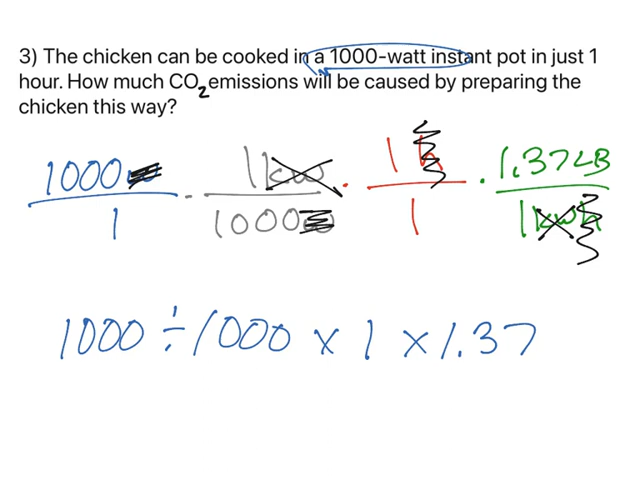 3) The chicken can be cooked in a 1000-watt instant pot in just 1
hour. How much CO2 emissions will be caused by preparing the
chicken this way?
1000 1 kw 1 h 1.37 LB
1 · 1000 · 1 · 1 kwh
1000 ÷ 1000 × 1 × 1.37